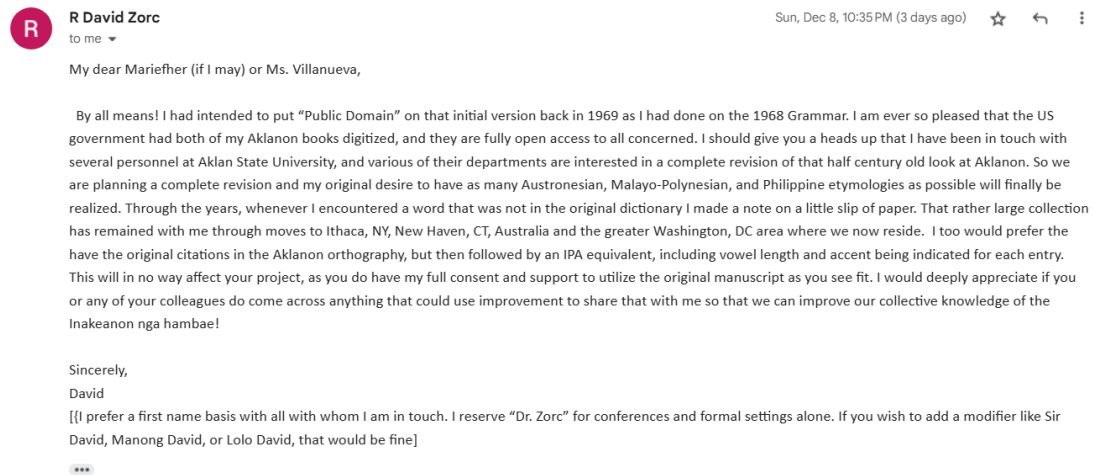 R
R David Zorc
Sun, Dec 8, 10:35 PM (3 days ago)
to me
My dear Mariefher (if I may) or Ms. Villanueva,
By all means! I had intended to put “Public Domain” on that initial version back in 1969 as I had done on the 1968 Grammar. I am ever so pleased that the US
government had both of my Aklanon books digitized, and they are fully open access to all concerned. I should give you a heads up that I have been in touch with
several personnel at Aklan State University, and various of their departments are interested in a complete revision of that half century old look at Aklanon. So we
are planning a complete revision and my original desire to have as many Austronesian, Malayo-Polynesian, and Philippine etymologies as possible will finally be
realized. Through the years, whenever I encountered a word that was not in the original dictionary I made a note on a little slip of paper. That rather large collection
has remained with me through moves to Ithaca, NY, New Haven, CT, Australia and the greater Washington, DC area where we now reside.  I too would prefer the
have the original citations in the Aklanon orthography, but then followed by an IPA equivalent, including vowel length and accent being indicated for each entry.
This will in no way affect your project, as you do have my full consent and support to utilize the original manuscript as you see fit. I would deeply appreciate if you
or any of your colleagues do come across anything that could use improvement to share that with me so that we can improve our collective knowledge of the
Inakeanon nga hambae!
Sincerely,
David
[{I prefer a first name basis with all with whom I am in touch. I reserve “Dr. Zorc” for conferences and formal settings alone. If you wish to add a modifier like Sir
David, Manong David, or Lolo David, that would be fine]